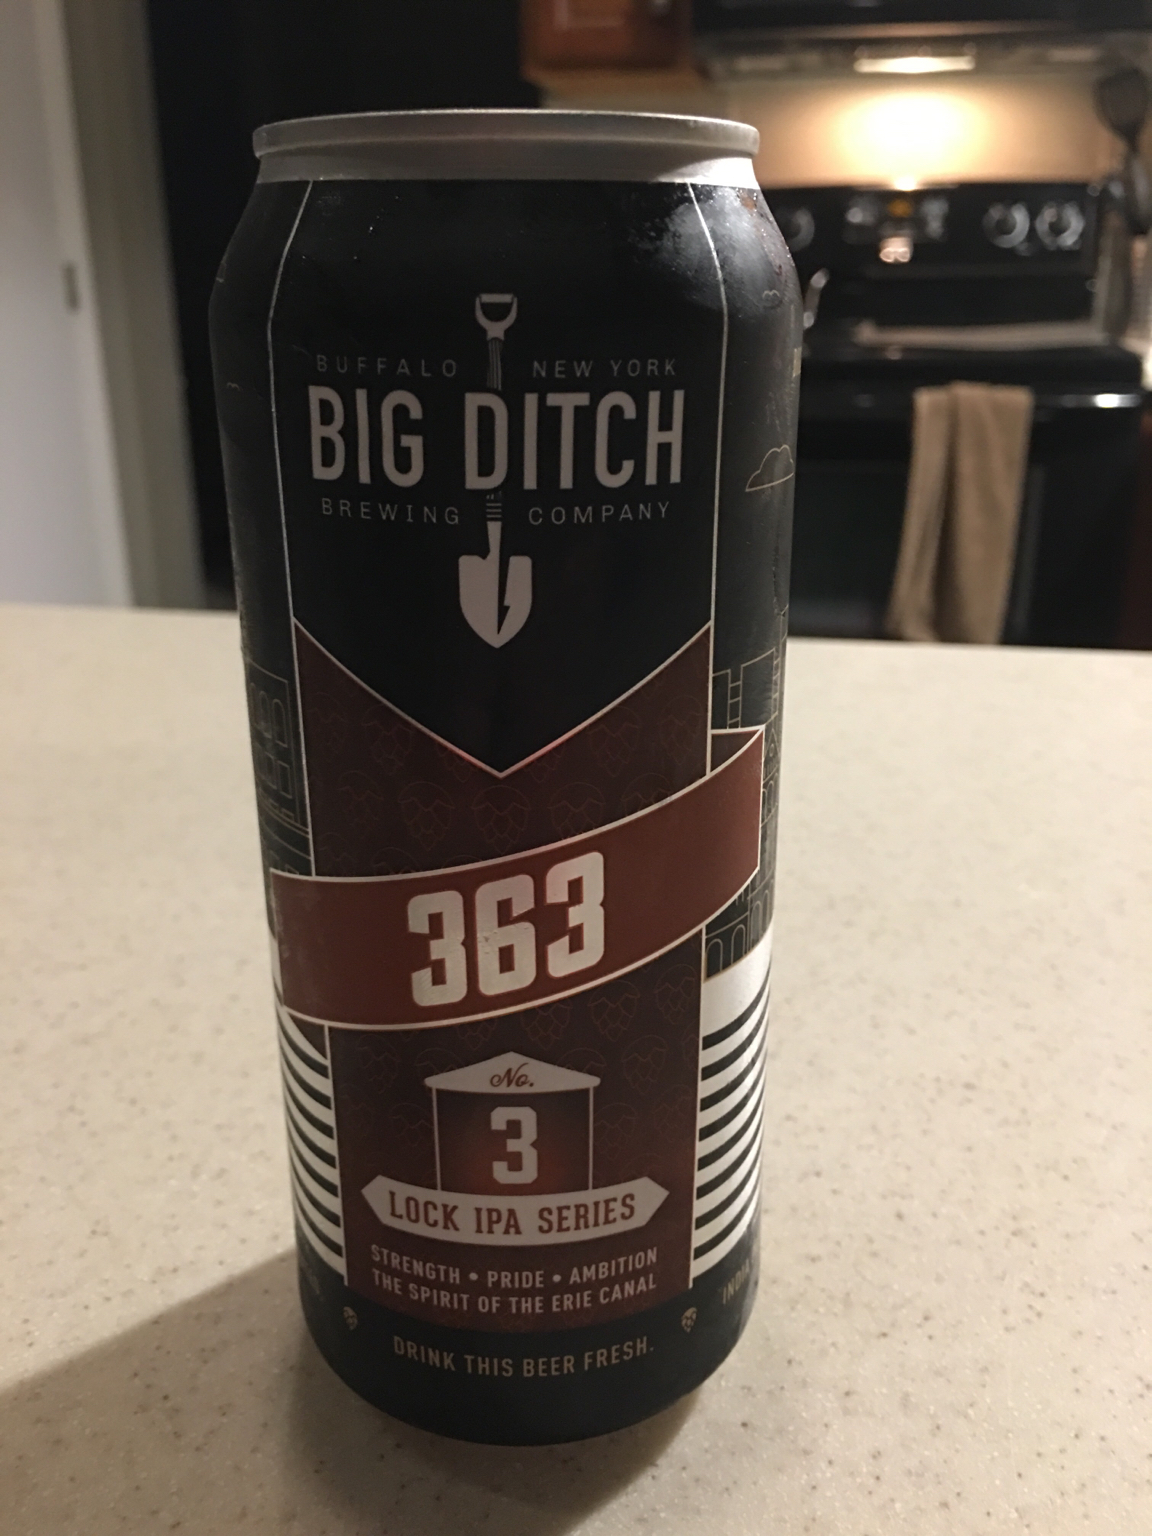 BUFFALO NEW YORK
BIG DITCH
BREWING COMPANY
363
No.
3
LOCK IPA SERIES
STRENGTH • PRIDE • AMBITION
THE SPIRIT OF THE ERIE CANAL
INDIA
DRINK THIS BEER FRESH.